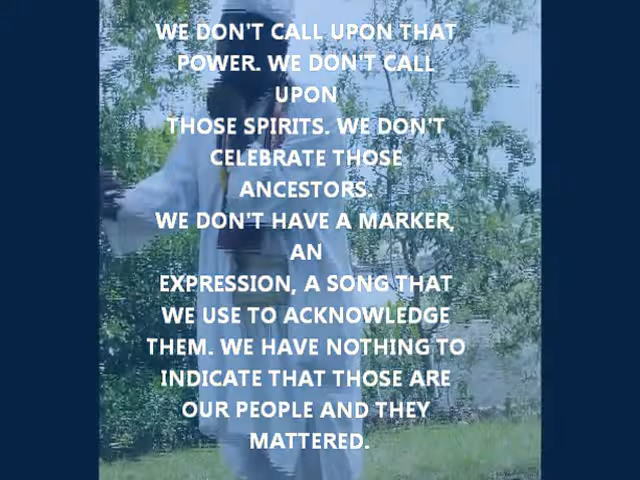 WE DON'T CALL UPON THAT
POWER. WE DON'T CALL
UPON
THOSE SPIRITS. WE DON'T
CELEBRATE THOSE
ANCESTORS.
WE DON'T HAVE A MARKER,
AN
EXPRESSION, A SONG THAT
WE USE TO ACKNOWLEDGE
THEM. WE HAVE NOTHING TO
INDICATE THAT THOSE ARE
OUR PEOPLE AND THEY
MATTERED.